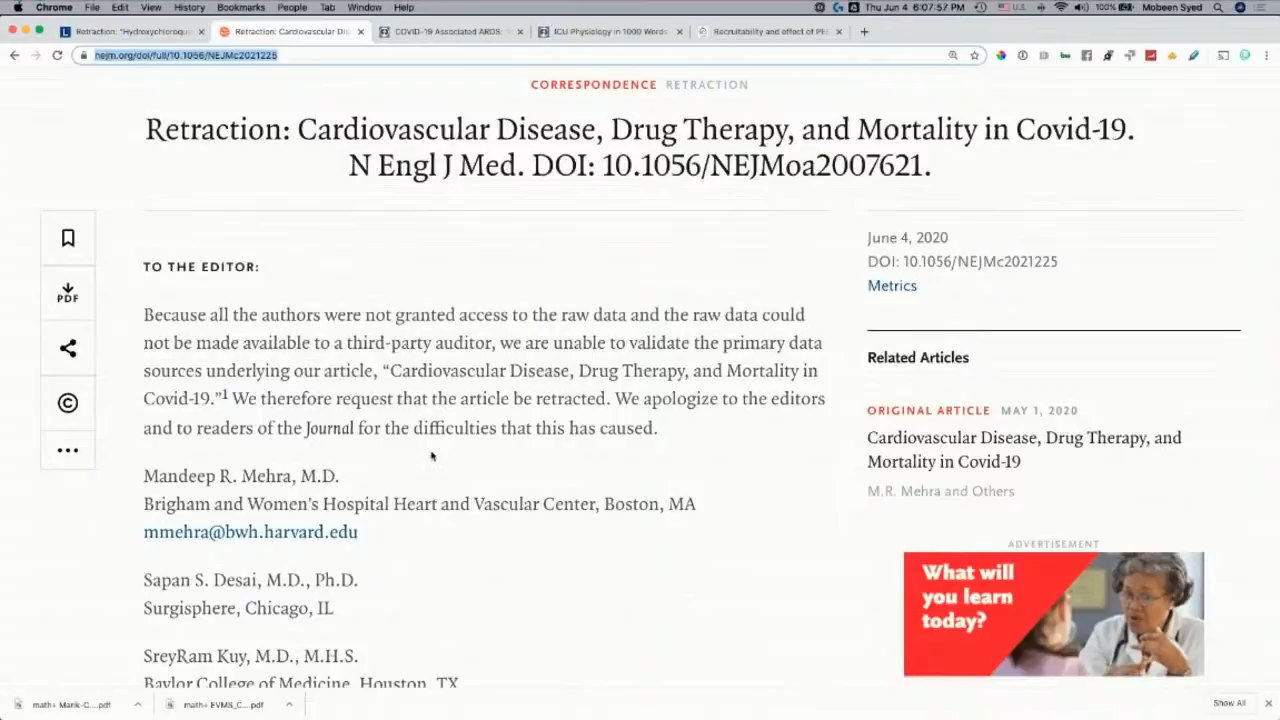 Chrome File Edit View History Bookmarks People Tab Window Help 100% Thu Jun 4 6:07:57 PM Mobeen Syed
Retraction: "Hydroxychloroqu × Retraction: Cardiovascular Dis × COVID-19 Associated ARDS: × ICU Physiology in 1000 Words × Recruitability and effect of PE × +
nejm.org/doi/full/10.1056/NEJMc2021225
CORRESPONDENCE RETRACTION
Retraction: Cardiovascular Disease, Drug Therapy, and Mortality in Covid-19.
N Engl J Med. DOI: 10.1056/NEJMoa2007621.
PDF
TO THE EDITOR:
Because all the authors were not granted access to the raw data and the raw data could
not be made available to a third-party auditor, we are unable to validate the primary data
sources underlying our article, “Cardiovascular Disease, Drug Therapy, and Mortality in
Covid-19.”1 We therefore request that the article be retracted. We apologize to the editors
and to readers of the Journal for the difficulties that this has caused.
Mandeep R. Mehra, M.D.
Brigham and Women’s Hospital Heart and Vascular Center, Boston, MA
mmehra@bwh.harvard.edu
Sapan S. Desai, M.D., Ph.D.
Surgisphere, Chicago, IL
SreyRam Kuy, M.D., M.H.S.
Baylor College of Medicine, Houston, TX
June 4, 2020
DOI: 10.1056/NEJMc2021225
Metrics
Related Articles
ORIGINAL ARTICLE MAY 1, 2020
Cardiovascular Disease, Drug Therapy, and
Mortality in Covid-19
M.R. Mehra and Others
ADVERTISEMENT
What will
you learn
today?
math+ Marik-C....pdf math+ EVMS_C....pdf Show All